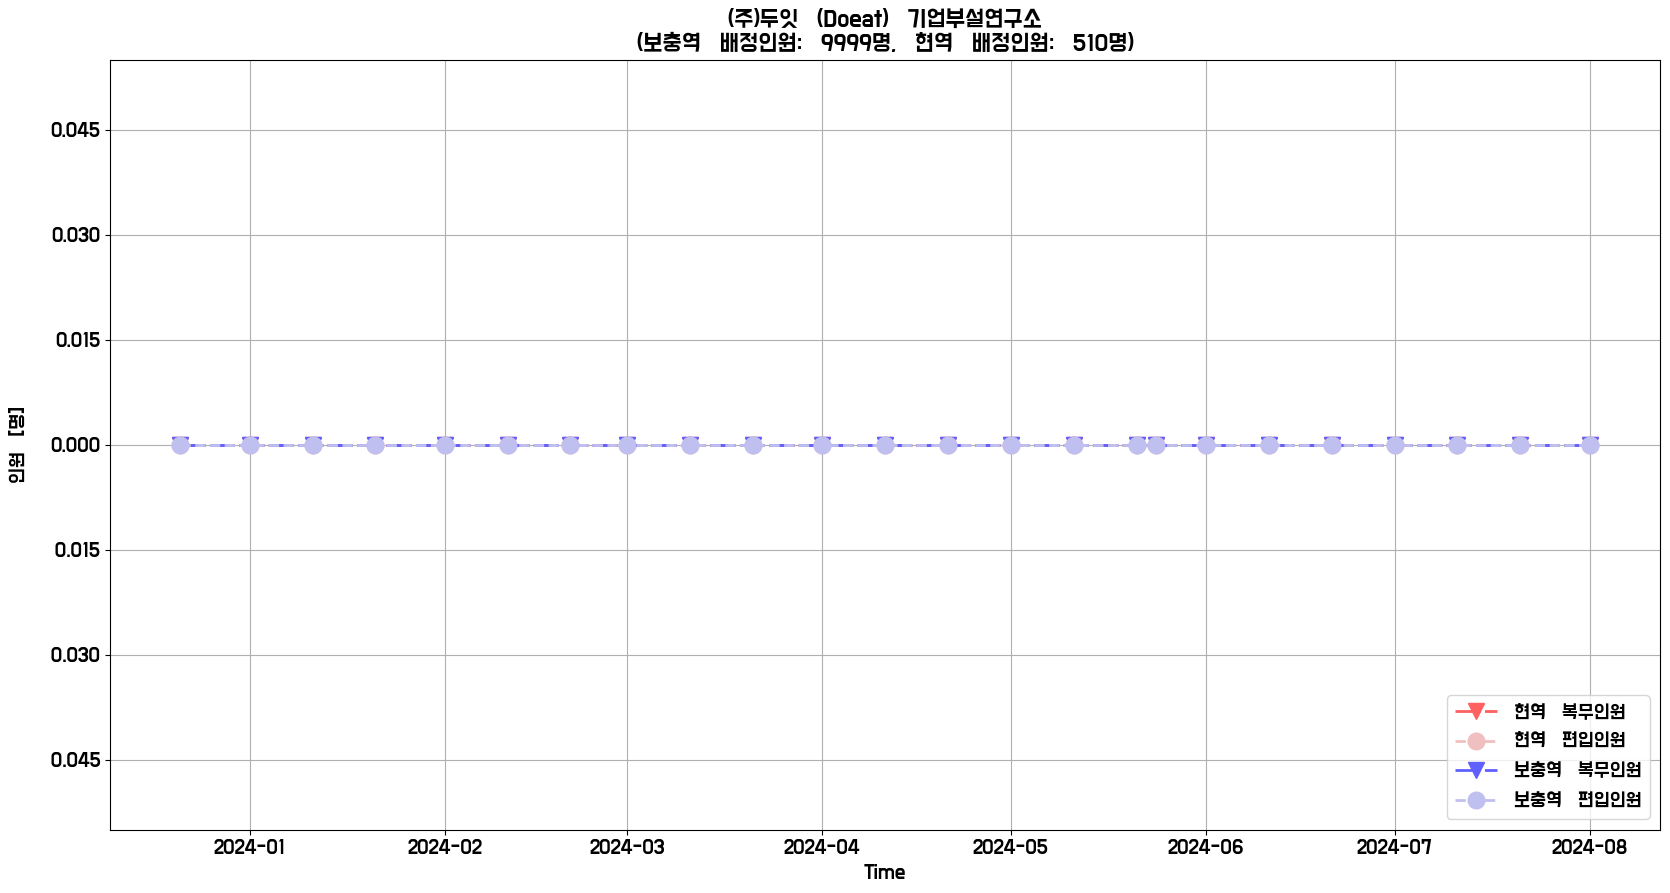 (주)두잇 (Doeat) 기업부설연구소
(보충역 배정인원: 9999명, 현역 배정인원: 510명)
0.045
0.030
0.015
0.000
0.015
0.030
0.045
인원 [명]
현역 복무인원
현역 편입인원
보충역 복무인원
보충역 편입인원
2024-01 2024-02 2024-03 2024-04 2024-05 2024-06 2024-07 2024-08
Time